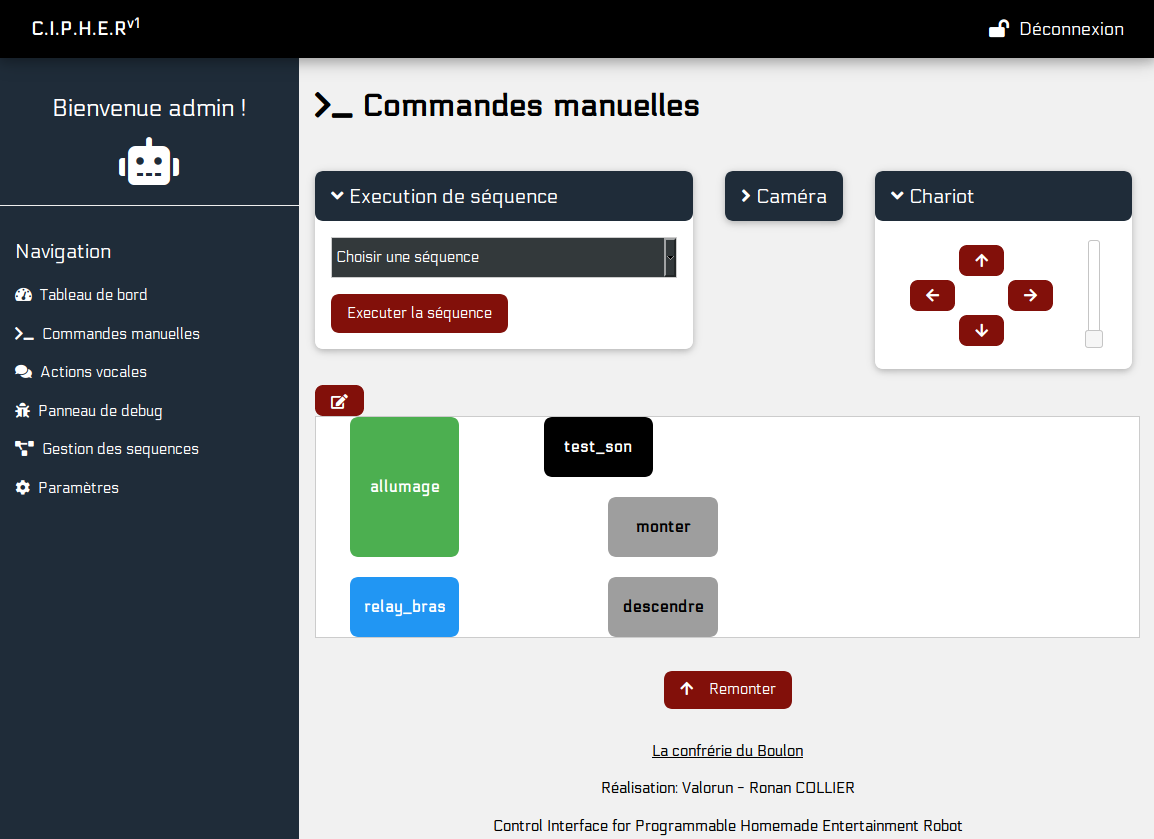 C.I.P.H.E.R v1
Déconnexion
Bienvenue admin !
Navigation
Tableau de bord
Commandes manuelles
Actions vocales
Panneau de debug
Gestion des sequences
Paramètres
Commandes manuelles
Execution de séquence
Choisir une séquence
Executer la séquence
Caméra
Chariot
allumage
test_son
monter
relay_bras
descendre
Remonter
La confrérie du Boulon
Réalisation: Valorun - Ronan COLLIER
Control Interface for Programmable Homemade Entertainment Robot